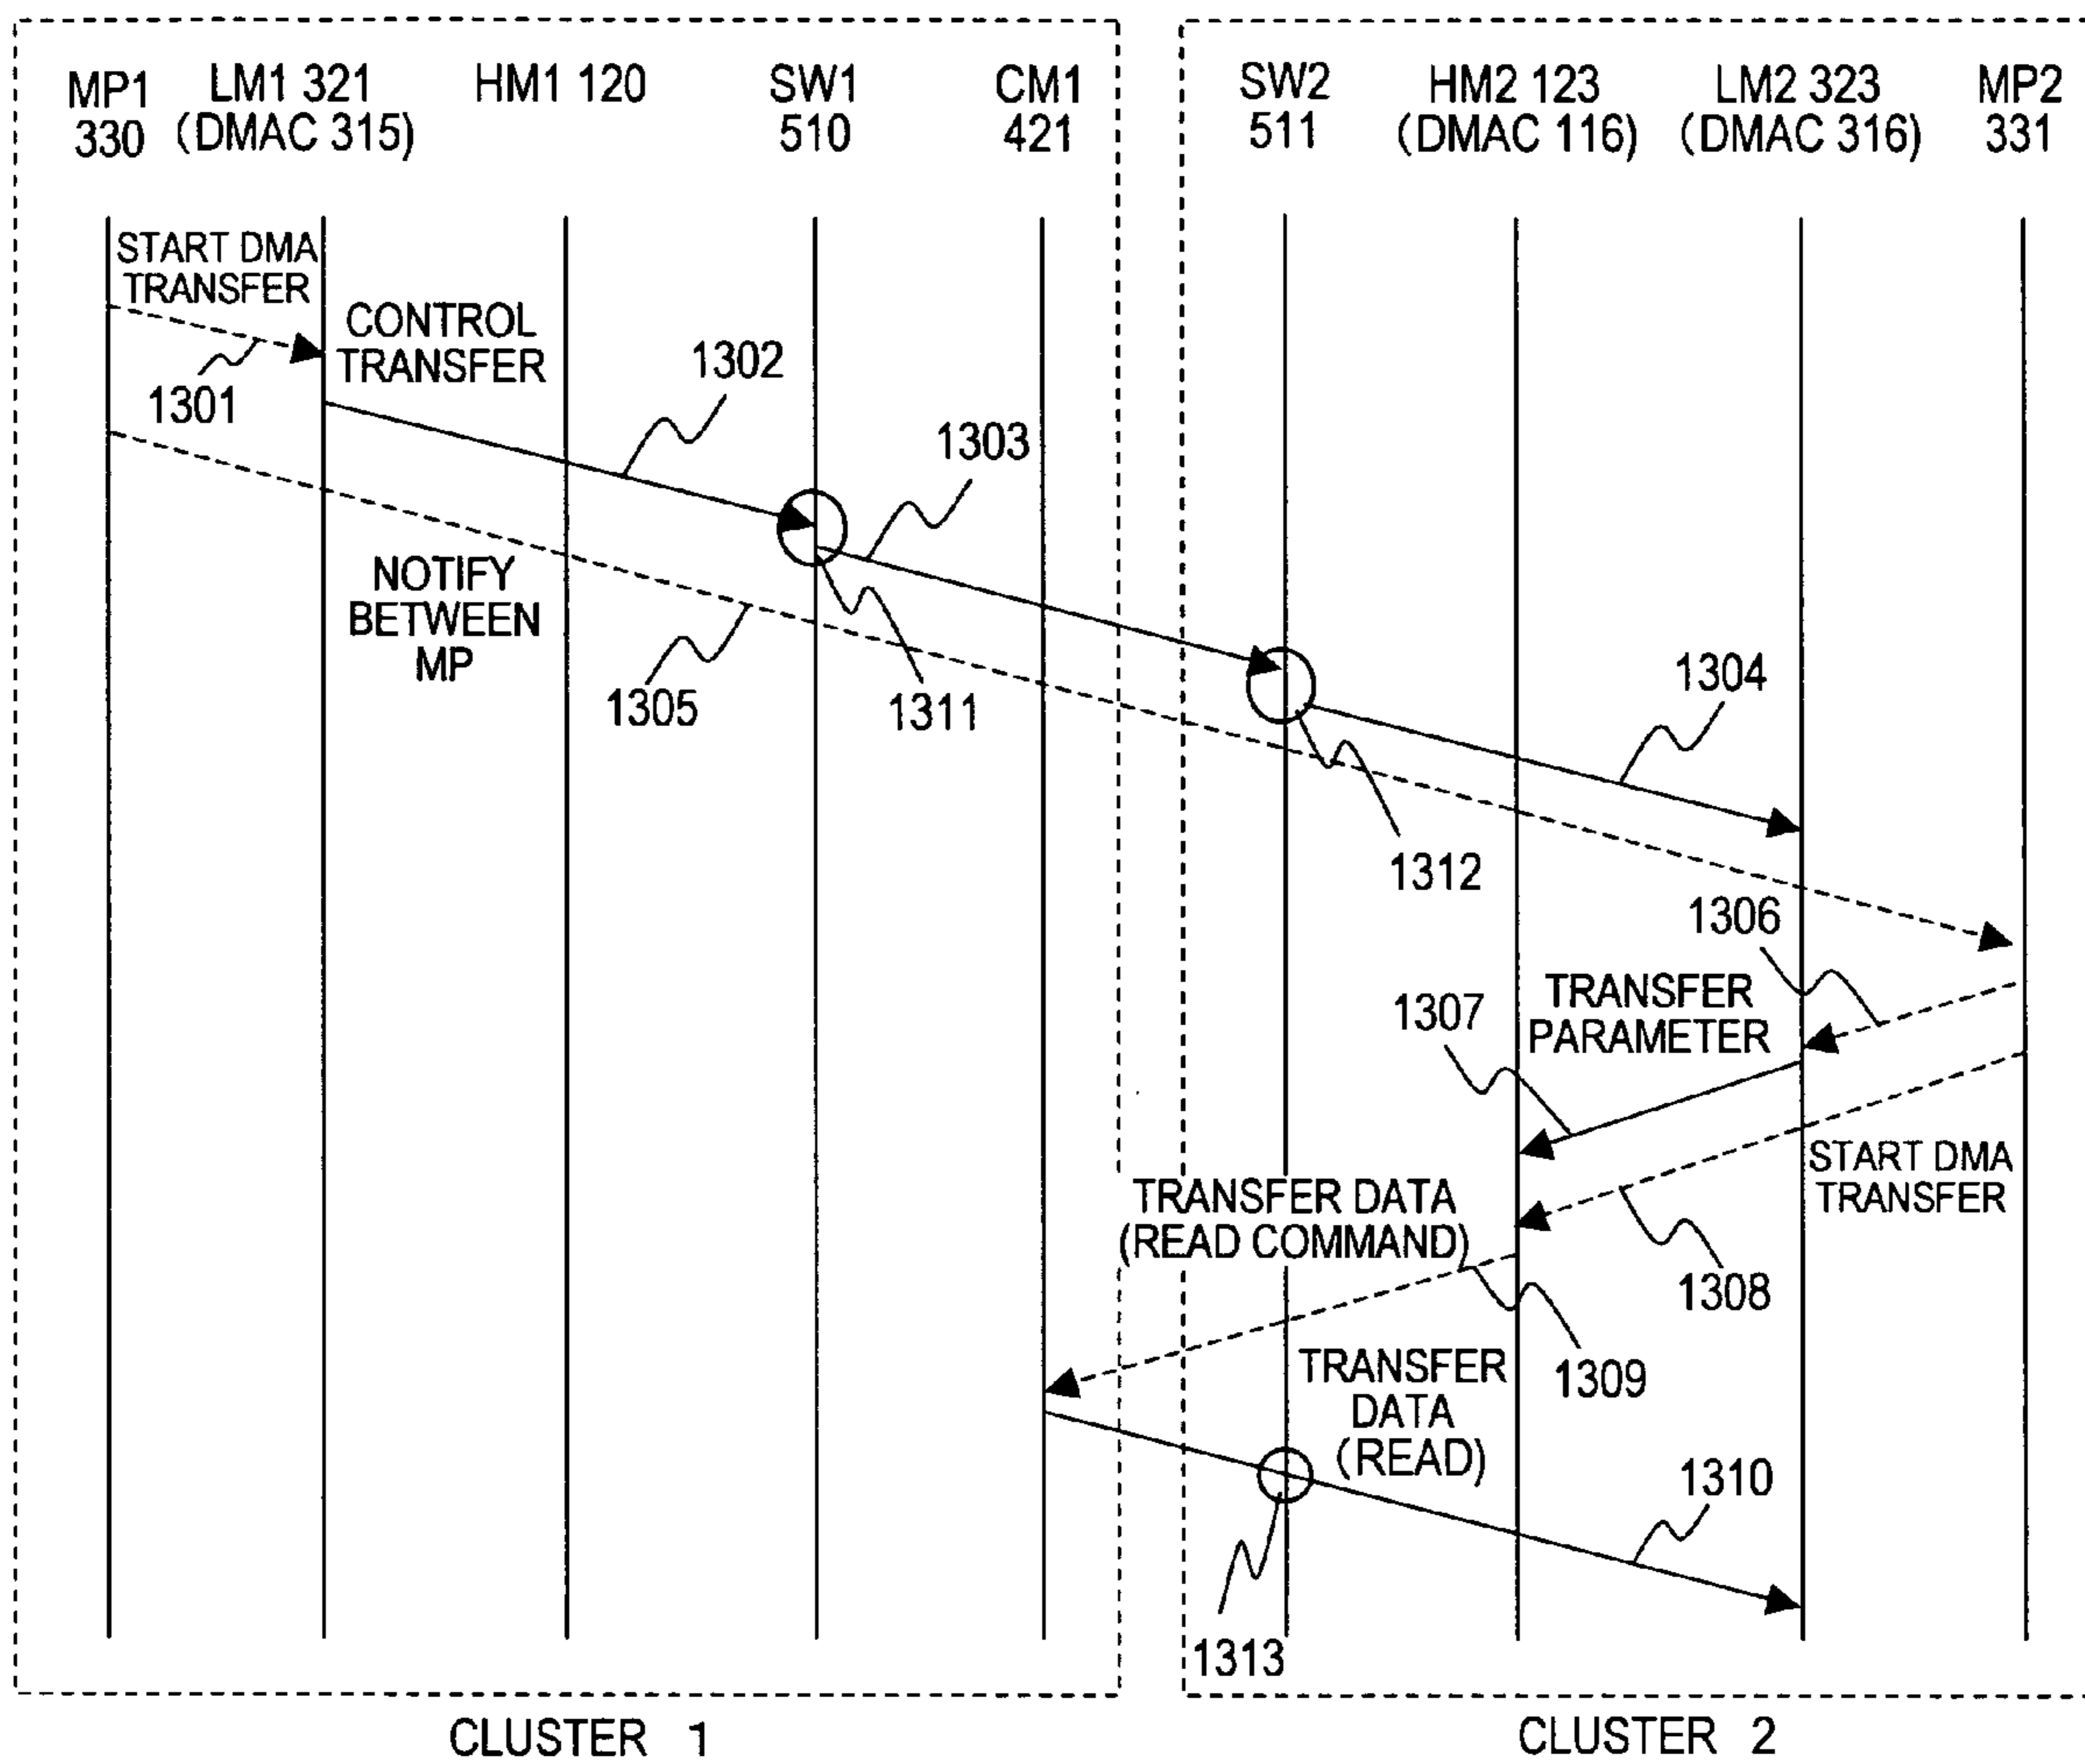 MP1
330
LM1 321
(DMAC 315)
HM1 120
SW1
510
CM1
421
SW2
511
HM2 123
(DMAC 116)
LM2 323
(DMAC 316)
MP2
331
START DMA
TRANSFER
1301
CONTROL
TRANSFER
1302
1303
NOTIFY
BETWEEN
MP
1305
1311
1304
1312
1306
TRANSFER
PARAMETER
1307
START DMA
TRANSFER
TRANSFER DATA
(READ COMMAND)
1308
1309
TRANSFER
DATA
(READ)
1310
1313
CLUSTER 1
CLUSTER 2